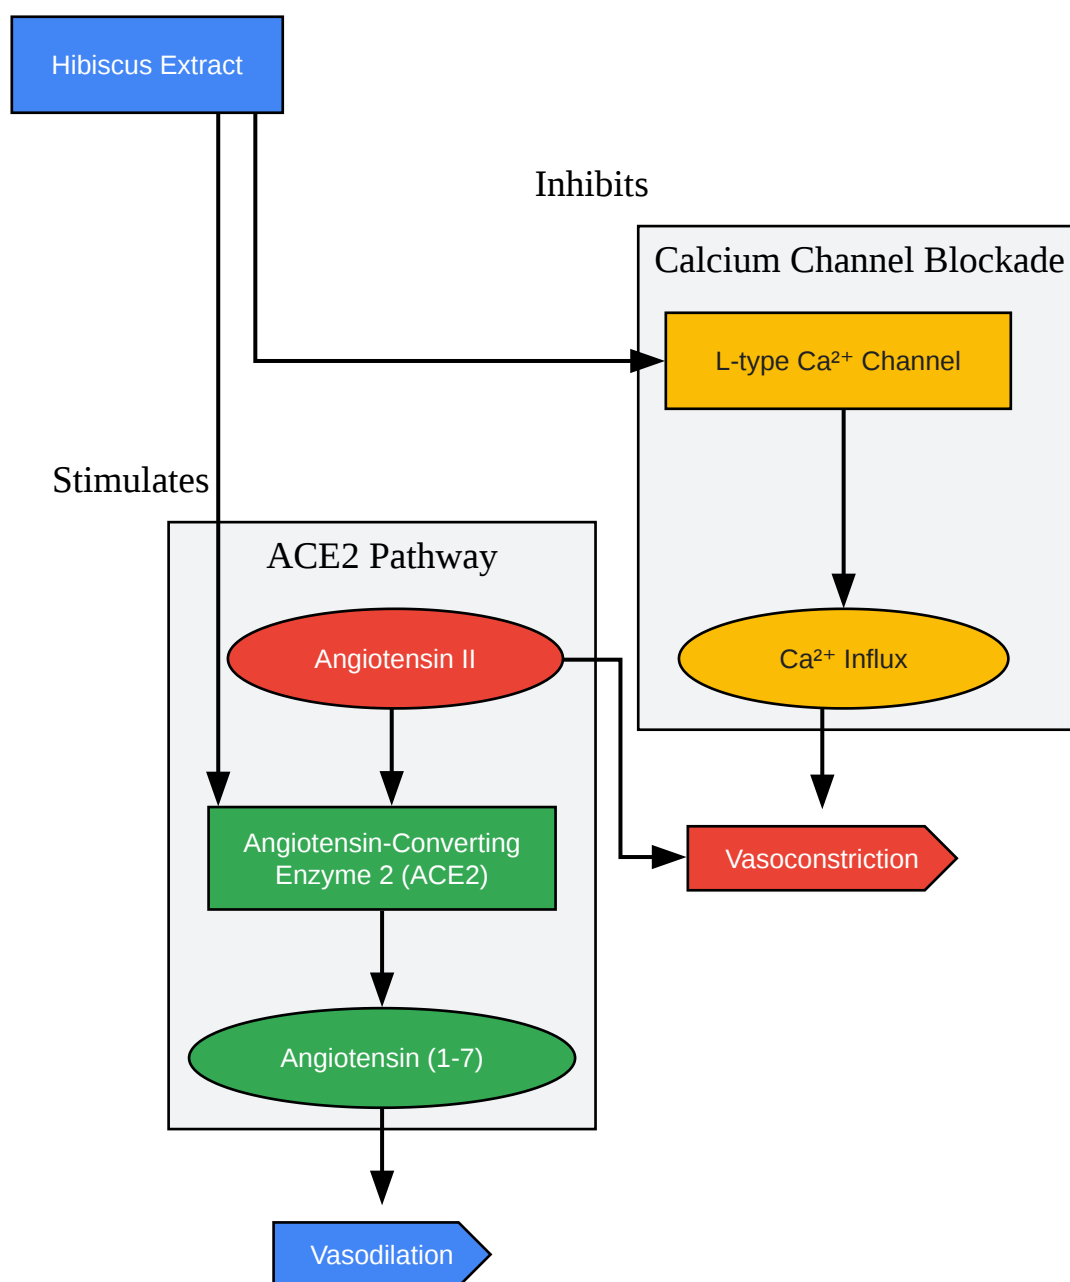 Hibiscus Extract
Inhibits
Calcium Channel Blockade
L-type Ca²⁺ Channel
Stimulates
ACE2 Pathway
Angiotensin II
Ca²⁺ Influx
Angiotensin-Converting
Enzyme 2 (ACE2)
Vasoconstriction
Angiotensin (1-7)
Vasodilation